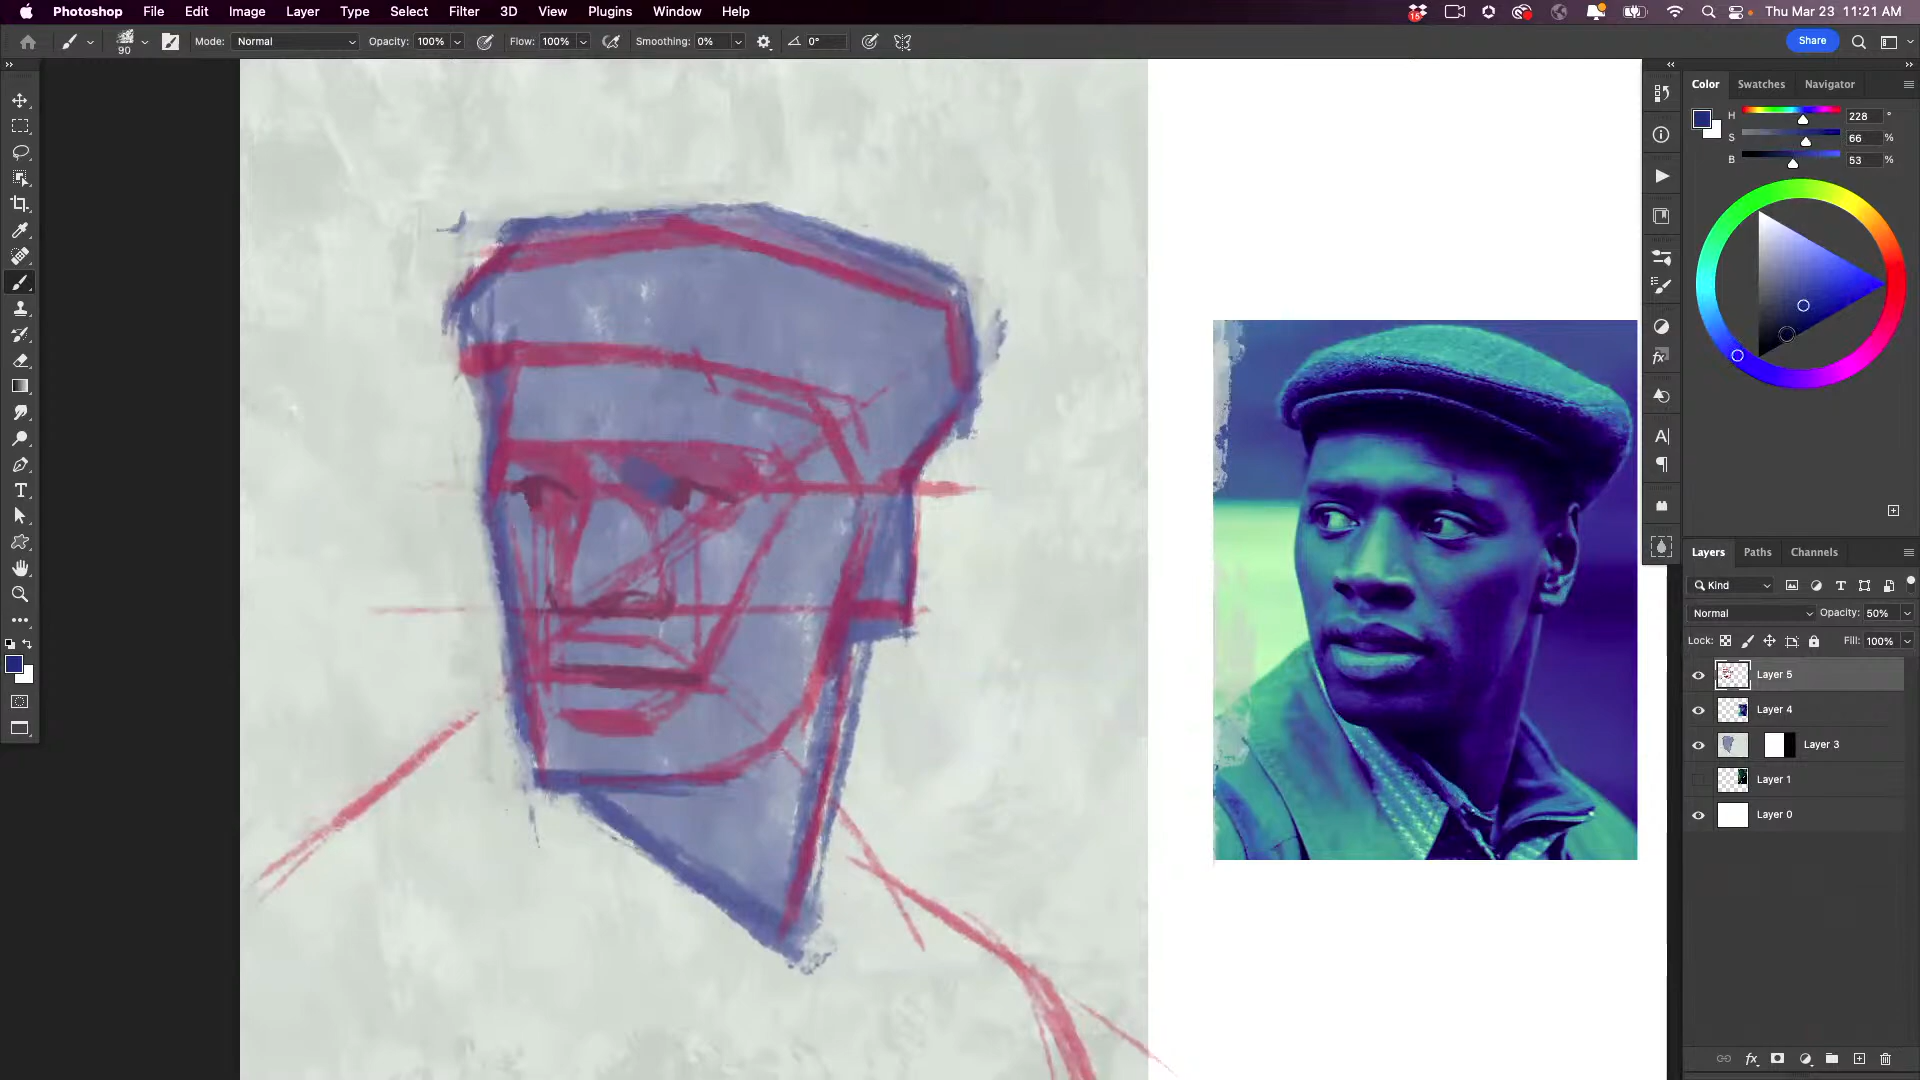 Photoshop File Edit Image Layer Type Select Filter 3D View Plugins Window Help
15
Thu Mar 23 11:21 AM
90
Mode: Normal Opacity: 100% Flow: 100% Smoothing: 0% 0°
Share
Color Swatches Navigator
H 228 °
S 66 %
B 53 %
Layers Paths Channels
Kind
Normal Opacity: 50%
Lock: Fill: 100%
Layer 5
Layer 4
Layer 3
Layer 1
Layer 0